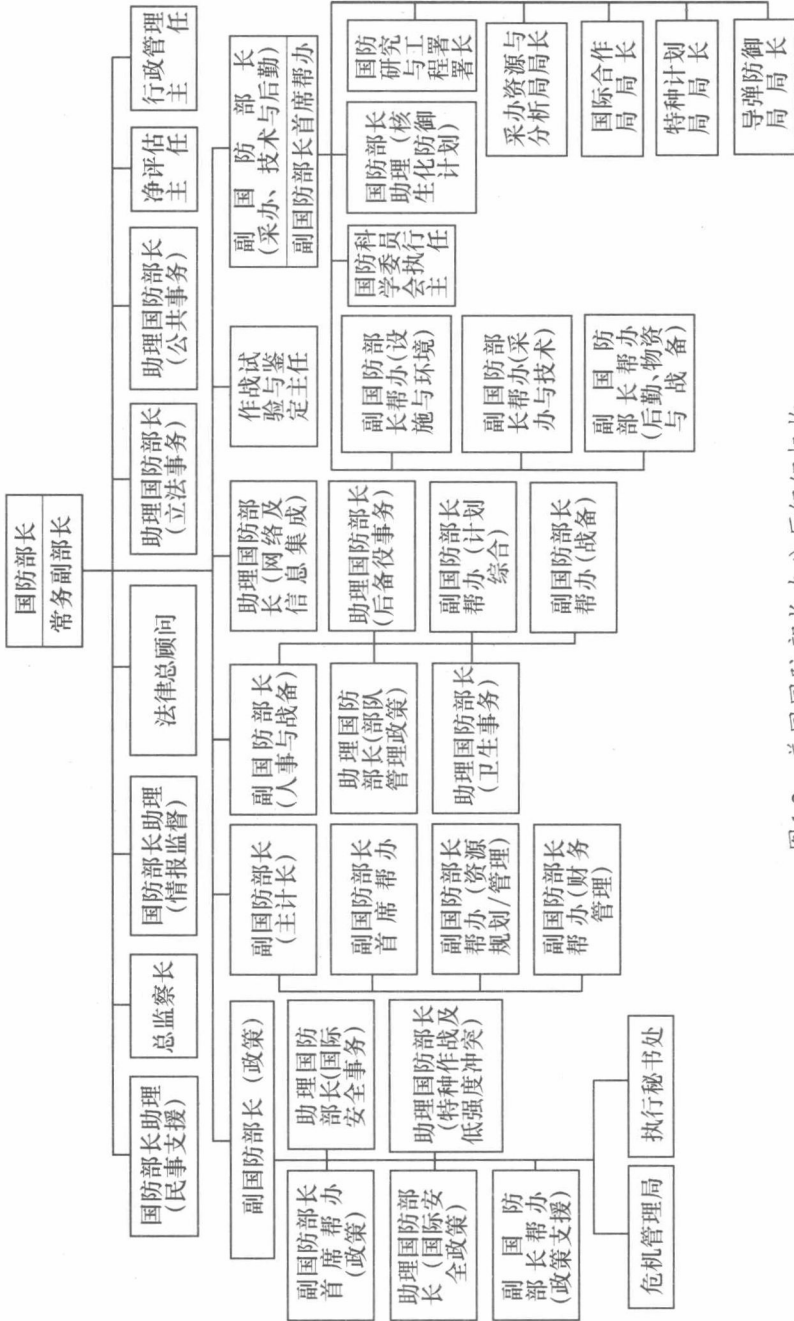 国防部长
常务副部长
国防部长助理
(民事支援)
总监察长
国防部长助理
(情报监督)
法律总顾问
助理国防部长
(立法事务)
助理国防部长
(公共事务)
净评估
主任
行政管理
主任
副国防部长(政策)
副国防部长
首席帮办
(政策)
助理国防
部长(国际
安全事务)
助理国防部
长(国际安
全政策)
助理国防部长
(特种作战及
低强度冲突)
副国防
部长帮办
(政策支援)
危机管理局
执行秘书处
副国防部长
(主计长)
副国防部长
首席帮办
副国防部长
帮办(资源
规划/管理)
副国防部长
帮办(财务
管理)
副国防部长
(人事与战备)
助理国防
部长(部队
管理政策)
助理国防部长
(卫生事务)
助理国防部
长(网络及
信息集成)
助理国防部长
(后备役事务)
副国防部长
帮办(计划
综合)
副国防部长
帮办(战备)
作战试
验与鉴
定主任
副国防部长
(采办、技术与后勤)
副国防部长首席帮办
副国防部
长帮办(设
施与环境)
副国防部
长帮办(采
办与技术)
副国防
部长帮办
(后勤、物资
与战备)
国防科
学委员
会执行
主任
国防部长
助理(核
生化防御
计划)
国防
研究
与工
程署
署长
采办资源与
分析局局长
国际合作
局局长
特种计划
局局长
导弹防御
局局长